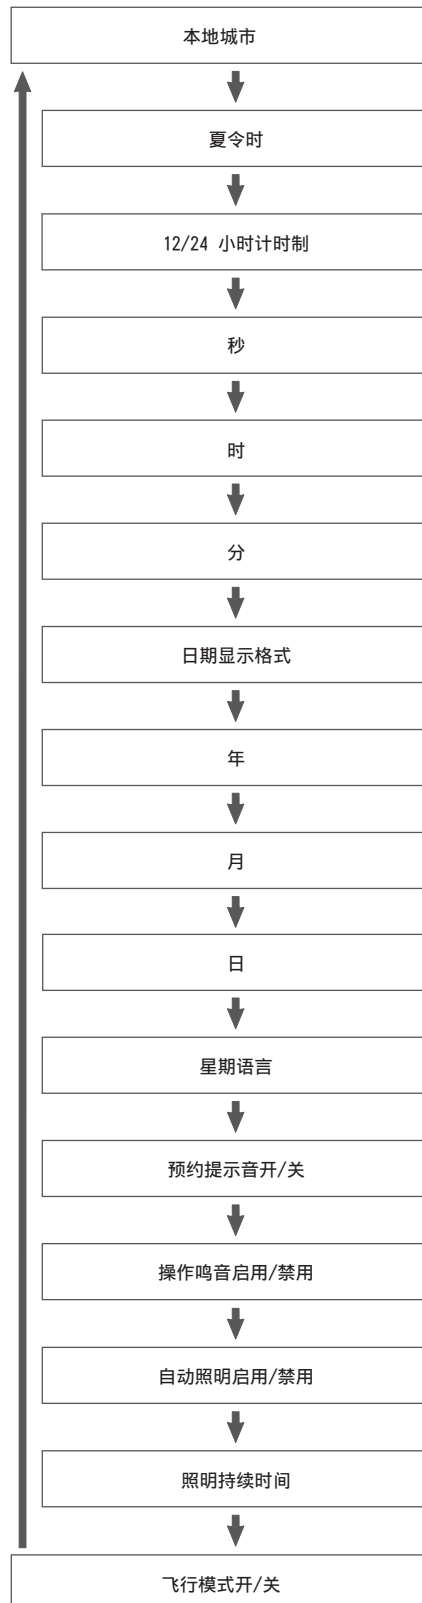 本地城市
夏令时
12/24 小时计时制
秒
时
分
日期显示格式
年
月
日
星期语言
预约提示音开/关
操作鸣音启用/禁用
自动照明启用/禁用
照明持续时间
飞行模式开/关